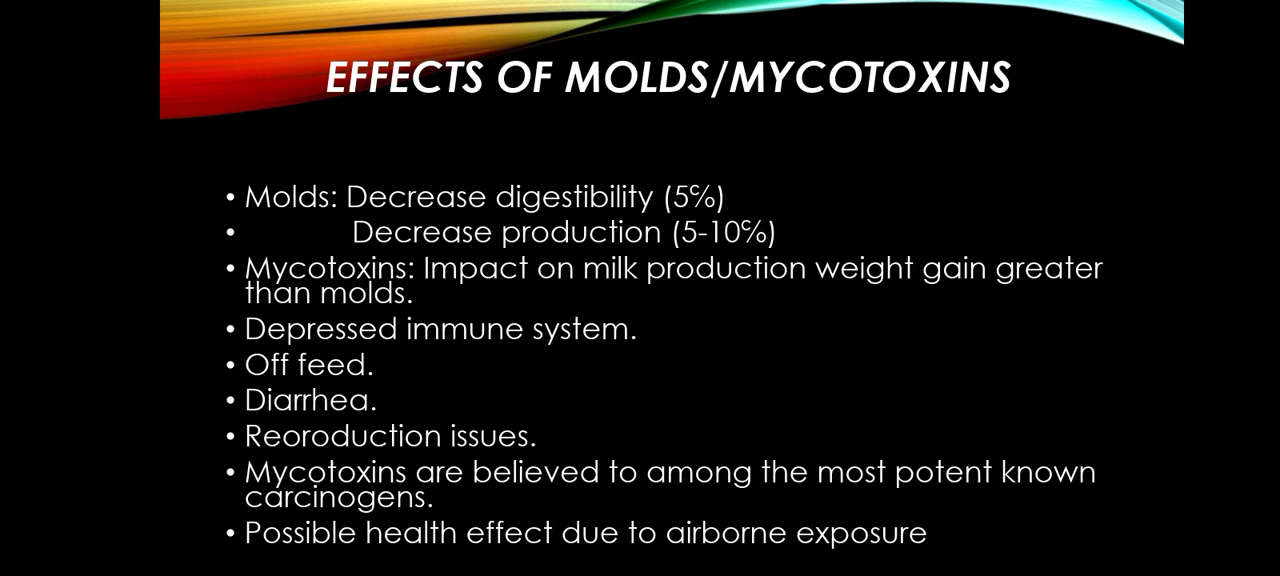 EFFECTS OF MOLDS/MYCOTOXINS
• Molds: Decrease digestibility (5%)
• Decrease production (5-10%)
• Mycotoxins: Impact on milk production weight gain greater
than molds.
• Depressed immune system.
• Off feed.
• Diarrhea.
• Reoroduction issues.
• Mycotoxins are believed to among the most potent known
carcinogens.
• Possible health effect due to airborne exposure